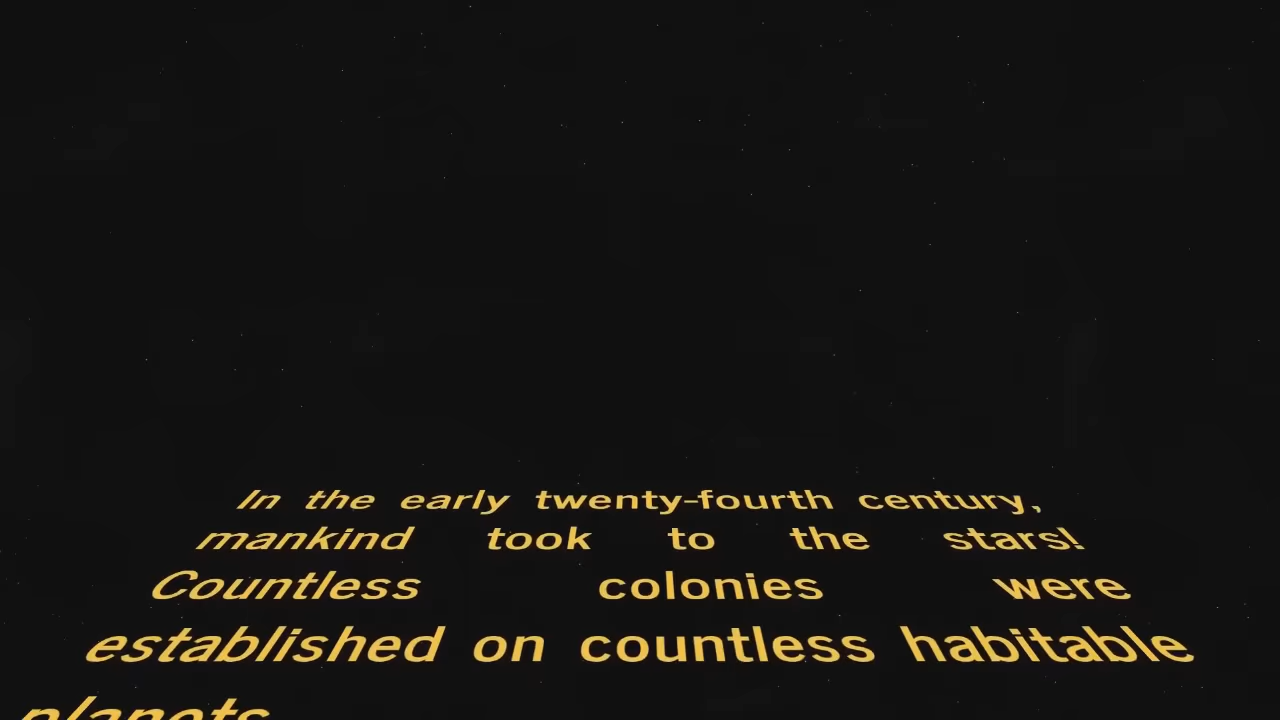 In the early twenty-fourth century,
mankind took to the stars!
Countless colonies were
established on countless habitable
planets